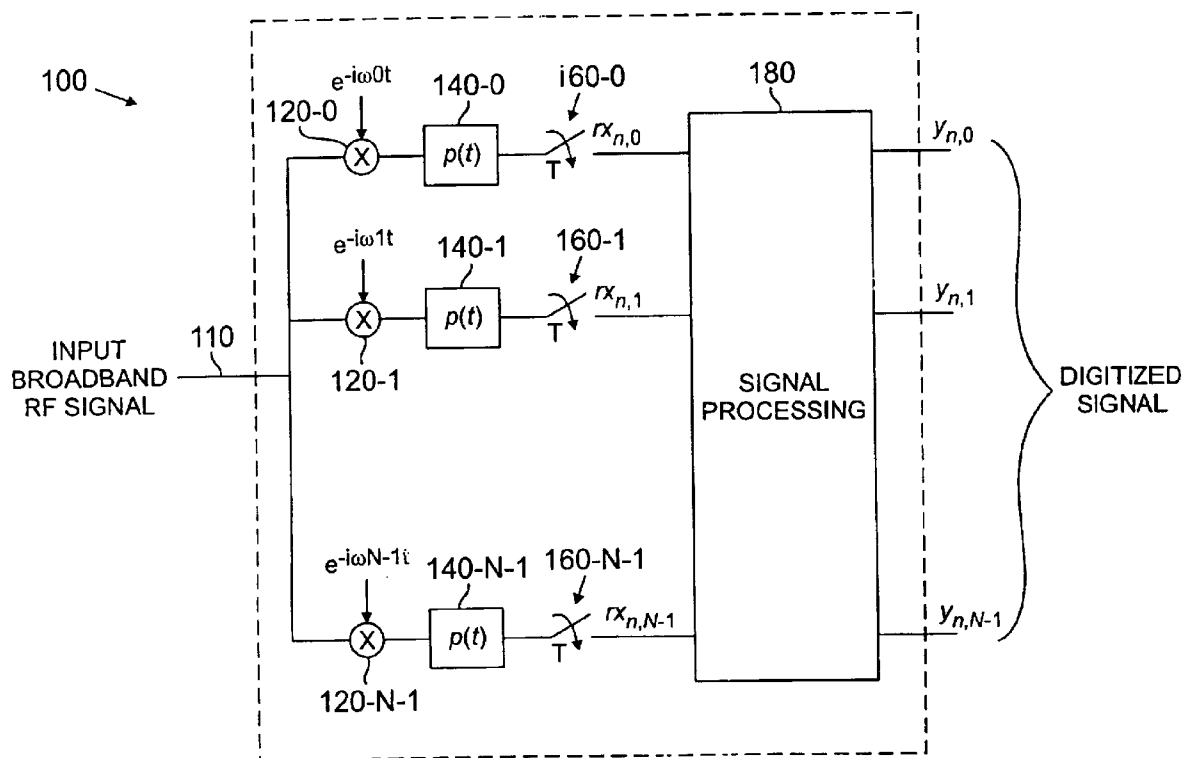 100
e-iω0t
120-0
140-0
i60-0
180
X
p(t)
T
rxn,0
yn,0
e-iω1t
140-1
160-1
X
p(t)
T
rxn,1
yn,1
120-1
110
INPUT
BROADBAND
RF SIGNAL
SIGNAL
PROCESSING
DIGITIZED
SIGNAL
e-iωN-1t
140-N-1
160-N-1
X
p(t)
T
rxn,N-1
yn,N-1
120-N-1